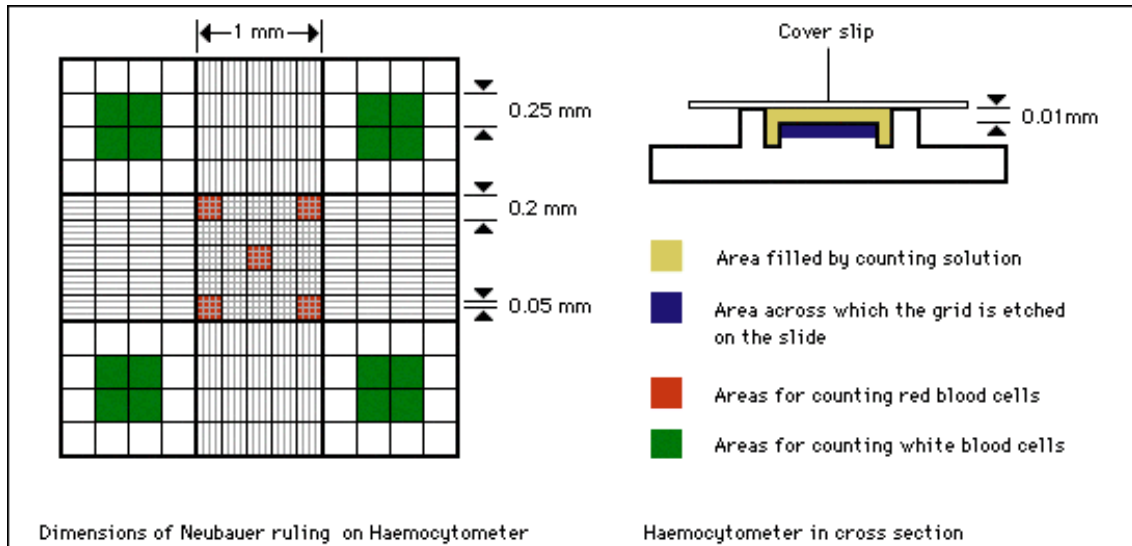 1 mm
0.25 mm
0.2 mm
0.05 mm
Dimensions of Neubauer ruling on Haemocytometer
Cover slip
0.01mm
Area filled by counting solution
Area across which the grid is etched
on the slide
Areas for counting red blood cells
Areas for counting white blood cells
Haemocytometer in cross section